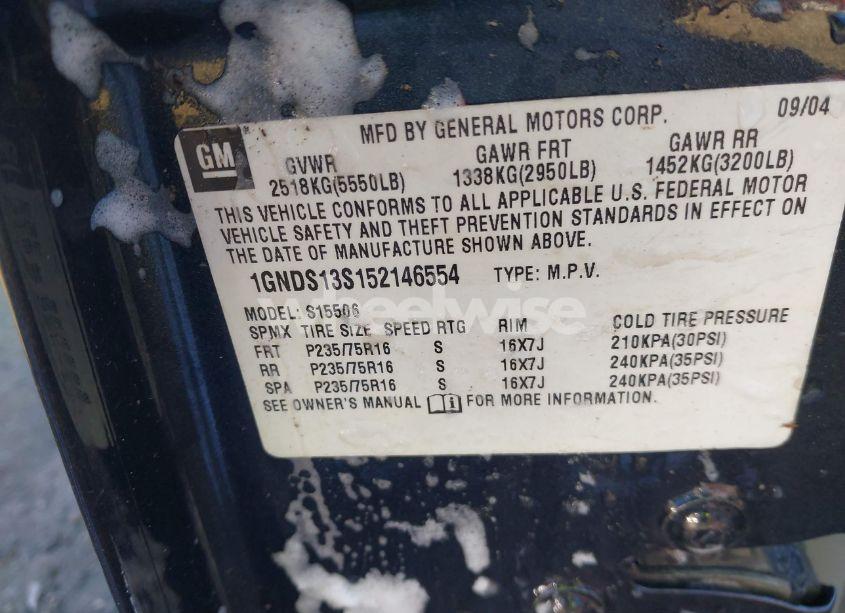 MFD BY GENERAL MOTORS CORP. 09/04
GM
GVWR GAWR FRT GAWR RR
2518KG(5550LB) 1338KG(2950LB) 1452KG(3200LB)
THIS VEHICLE CONFORMS TO ALL APPLICABLE U.S. FEDERAL MOTOR
VEHICLE SAFETY AND THEFT PREVENTION STANDARDS IN EFFECT ON
THE DATE OF MANUFACTURE SHOWN ABOVE.
1GNDS13S152146554 TYPE: M.P.V.
wheelwise
MODEL: S15506
SPMX TIRE SIZE SPEED RTG RIM COLD TIRE PRESSURE
FRT P235/75R16 S 16X7J 210KPA(30PSI)
RR P235/75R16 S 16X7J 240KPA(35PSI)
SPA P235/75R16 S 16X7J 240KPA(35PSI)
SEE OWNER'S MANUAL FOR MORE INFORMATION.